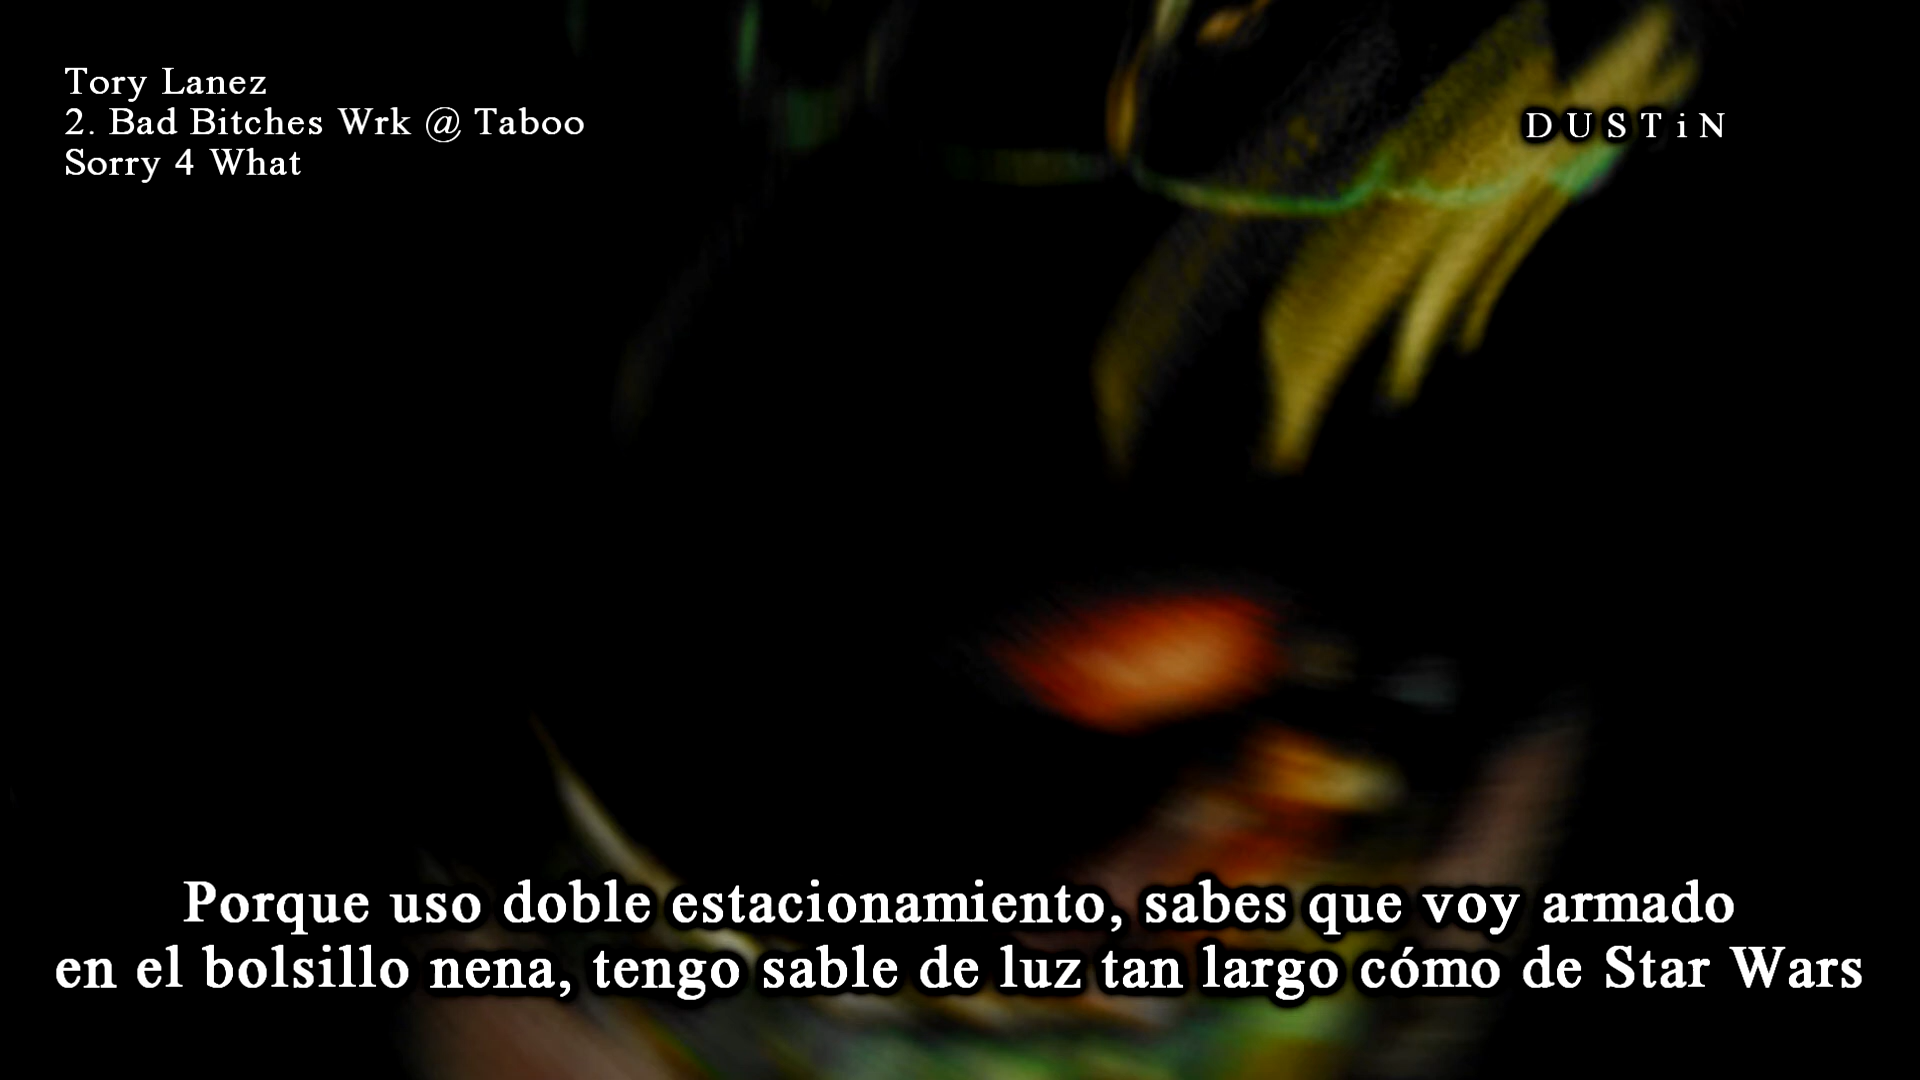 Tory Lanez
2. Bad Bitches Wrk @ Taboo
Sorry 4 What
DUSTiN
Porque uso doble estacionamiento, sabes que voy armado
en el bolsillo nena, tengo sable de luz tan largo cómo de Star Wars